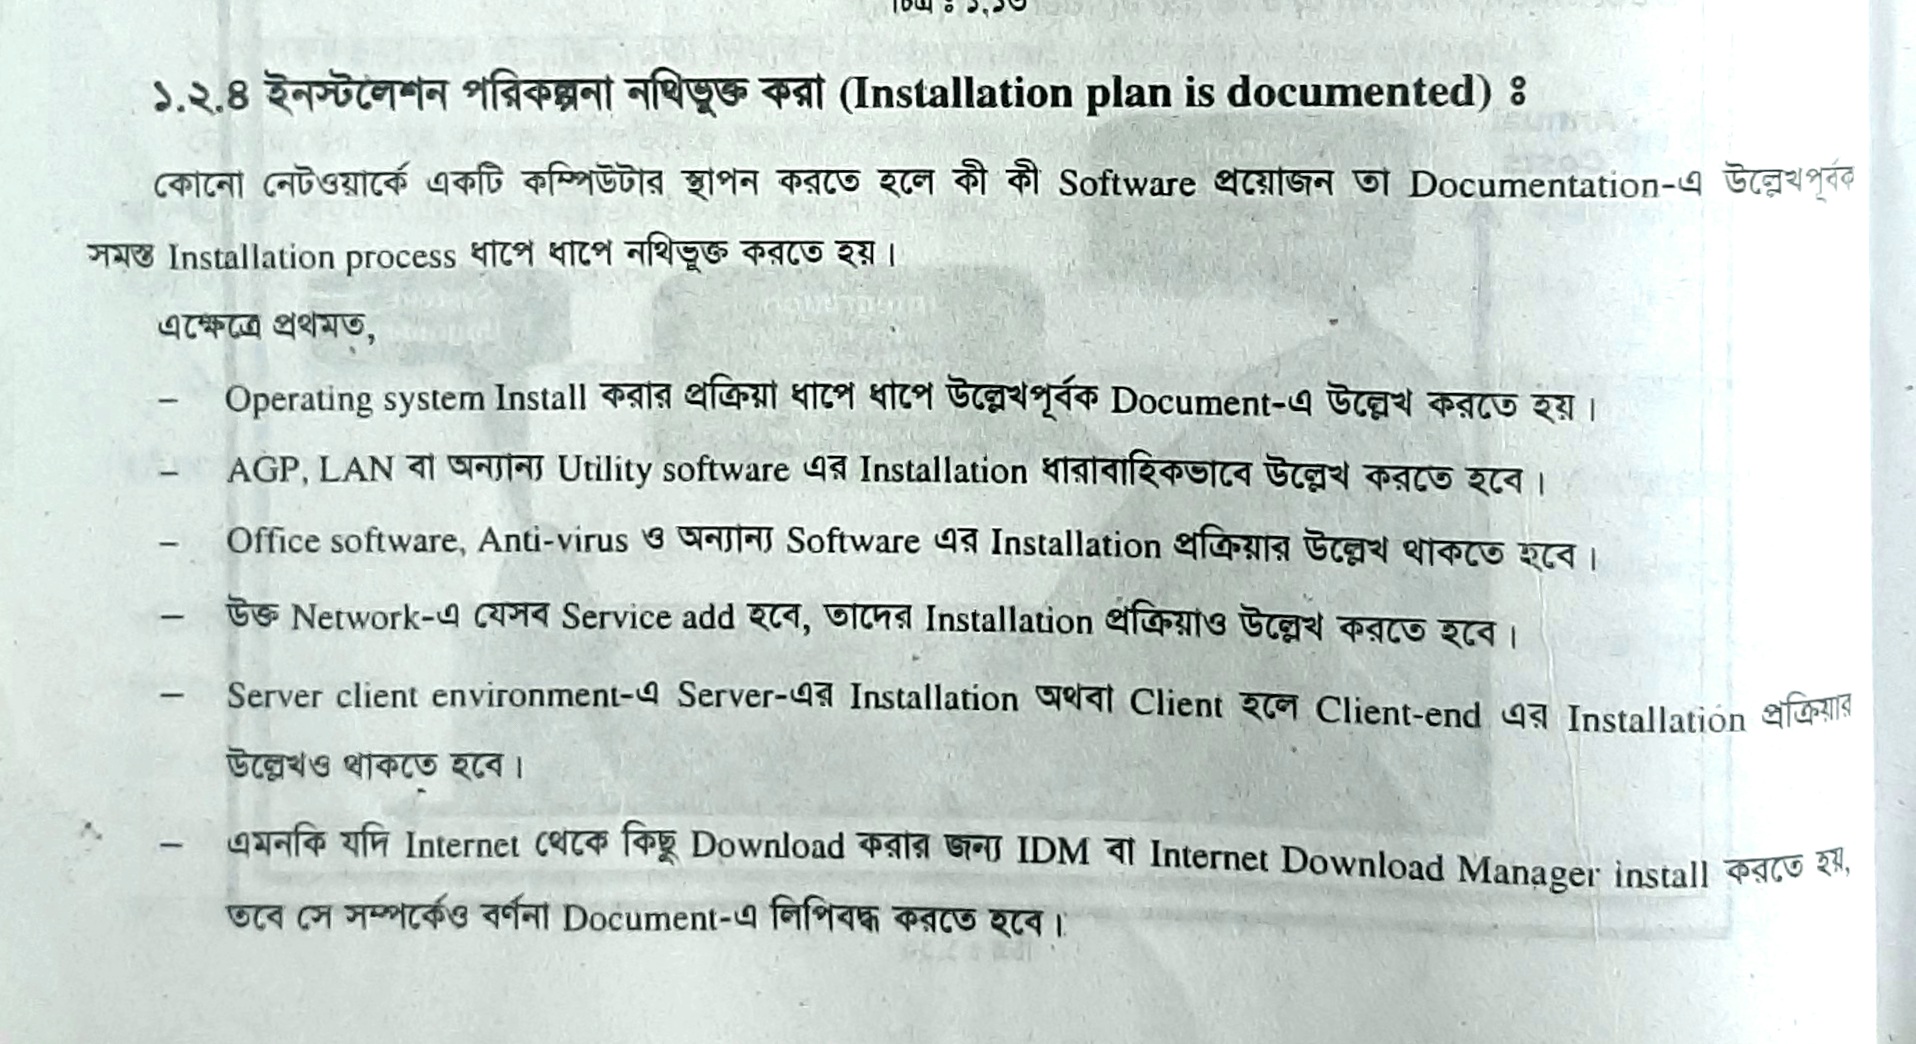 চিত্র : ১.১৩
১.২.৪ ইনস্টলেশন পরিকল্পনা নথিভুক্ত করা (Installation plan is documented) ঃ
কোনো নেটওয়ার্কে একটি কম্পিউটার স্থাপন করতে হলে কী কী Software প্রয়োজন তা Documentation-এ উল্লেখপূর্বক
সমস্ত Installation process ধাপে ধাপে নথিভুক্ত করতে হয়।
এক্ষেত্রে প্রথমত,
– Operating system Install করার প্রক্রিয়া ধাপে ধাপে উল্লেখপূর্বক Document-এ উল্লেখ করতে হয়।
– AGP, LAN বা অন্যান্য Utility software এর Installation ধারাবাহিকভাবে উল্লেখ করতে হবে।
– Office software, Anti-virus ও অন্যান্য Software এর Installation প্রক্রিয়ার উল্লেখ থাকতে হবে।
– উক্ত Network-এ যেসব Service add হবে, তাদের Installation প্রক্রিয়াও উল্লেখ করতে হবে।
– Server client environment-এ Server-এর Installation অথবা Client হলে Client-end এর Installation প্রক্রিয়ার
উল্লেখও থাকতে হবে।
– এমনকি যদি Internet থেকে কিছু Download করার জন্য IDM বা Internet Download Manager install করতে হয়,
তবে সে সম্পর্কেও বর্ণনা Document-এ লিপিবদ্ধ করতে হবে।